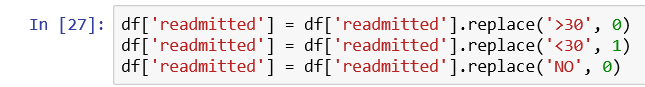 In [27]: df['readmitted'] = df['readmitted'].replace('>30', 0)
df['readmitted'] = df['readmitted'].replace('<30', 1)
df['readmitted'] = df['readmitted'].replace('NO', 0)